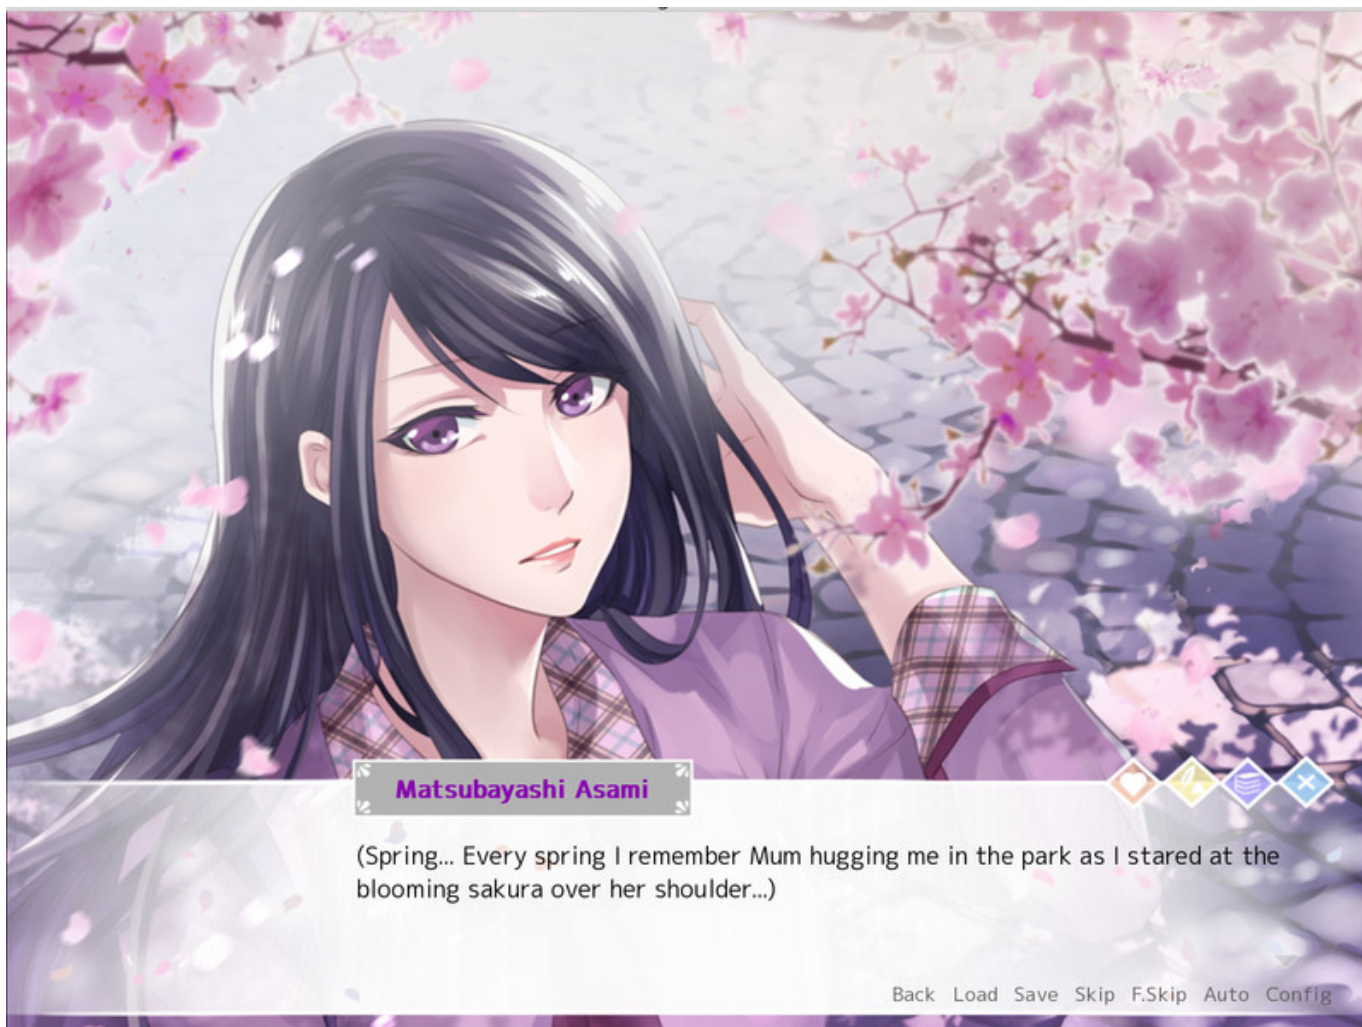 Matsubayashi Asami
(Spring... Every spring I remember Mum hugging me in the park as I stared at the
blooming sakura over her shoulder...)
Back Load Save Skip F.Skip Auto Config